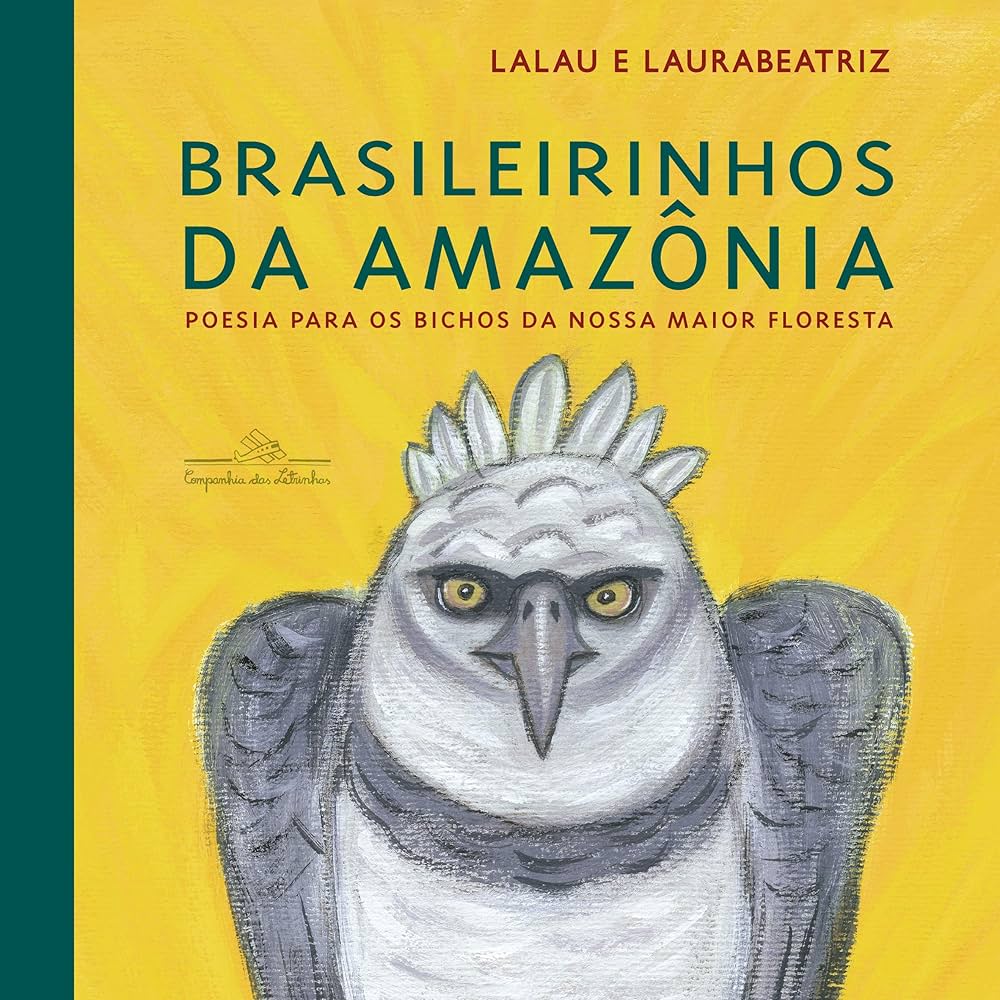 LALAU E LAURABEATRIZ
BRASILEIRINHOS
DA AMAZÔNIA
POESIA PARA OS BICHOS DA NOSSA MAIOR FLORESTA
Companhia das Letrinhas